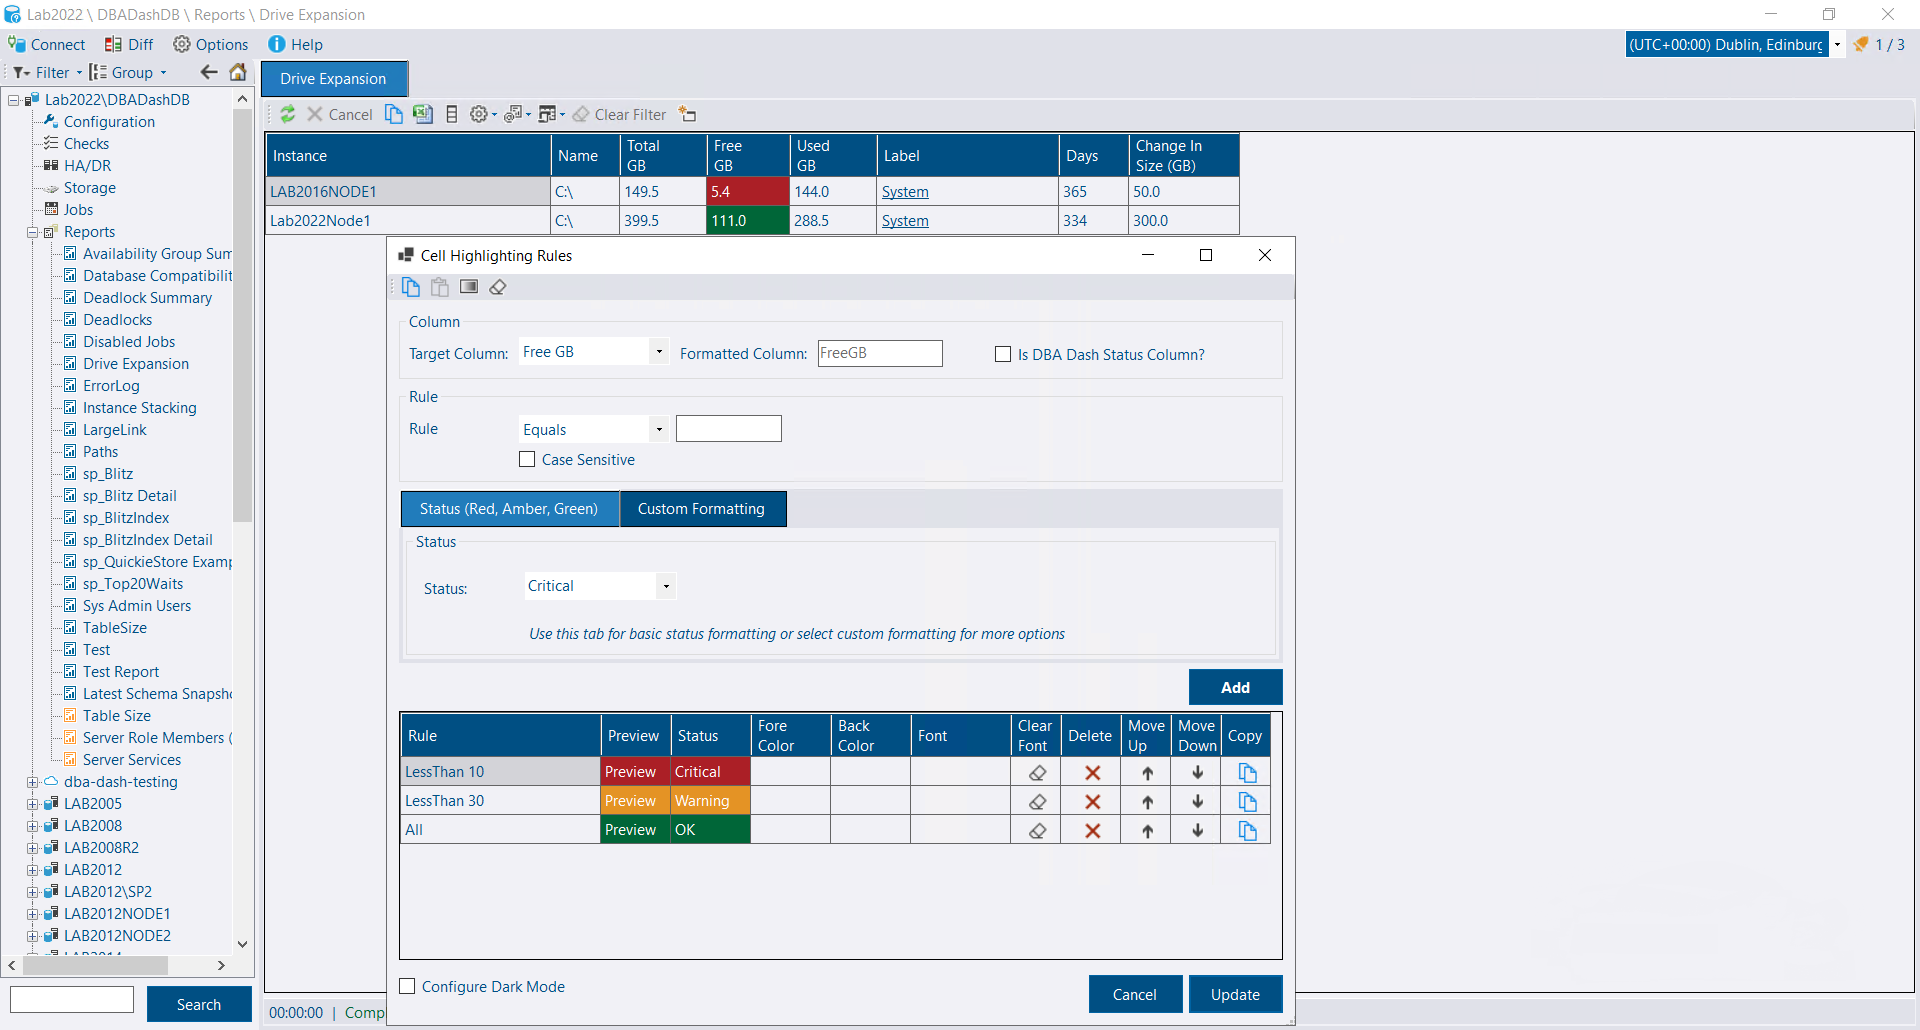 Lab2022 \ DBADashDB \ Reports \ Drive Expansion
Connect Diff Options Help
(UTC+00:00) Dublin, Edinburg 1 / 3
Filter Group
Drive Expansion
Cancel Clear Filter
Lab2022\DBADashDB
Configuration
Checks
HA/DR
Storage
Jobs
Reports
Availability Group Sum
Database Compatibilit
Deadlock Summary
Deadlocks
Disabled Jobs
Drive Expansion
ErrorLog
Instance Stacking
LargeLink
Paths
sp_Blitz
sp_Blitz Detail
sp_BlitzIndex
sp_BlitzIndex Detail
sp_QuickieStore Examp
sp_Top20Waits
Sys Admin Users
TableSize
Test
Test Report
Latest Schema Snapsho
Table Size
Server Role Members (
Server Services
dba-dash-testing
LAB2005
LAB2008
LAB2008R2
LAB2012
LAB2012\SP2
LAB2012NODE1
LAB2012NODE2
Search
Instance Name Total GB Free GB Used GB Label Days Change In Size (GB)
LAB2016NODE1 C:\ 149.5 5.4 144.0 System 365 50.0
Lab2022Node1 C:\ 399.5 111.0 288.5 System 334 300.0
Cell Highlighting Rules
Column
Target Column: Free GB Formatted Column: FreeGB Is DBA Dash Status Column?
Rule
Rule Equals
Case Sensitive
Status (Red, Amber, Green) Custom Formatting
Status
Status: Critical
Use this tab for basic status formatting or select custom formatting for more options
Add
Rule Preview Status Fore Color Back Color Font Clear Font Delete Move Up Move Down Copy
LessThan 10 Preview Critical
LessThan 30 Preview Warning
All Preview OK
Configure Dark Mode
Cancel Update
00:00:00 | Comp